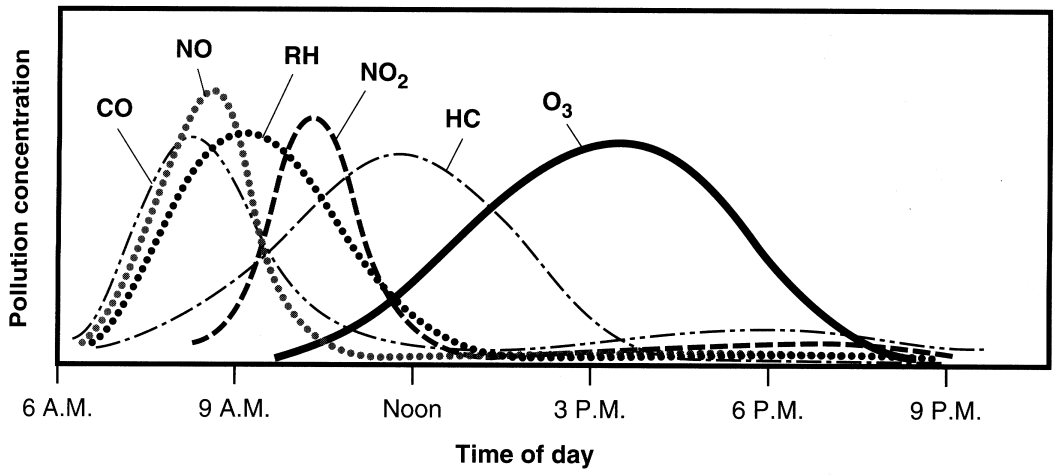 NO
RH
NO2
CO
HC
O3
Pollution concentration
6 A.M.
9 A.M.
Noon
3 P.M.
6 P.M.
9 P.M.
Time of day